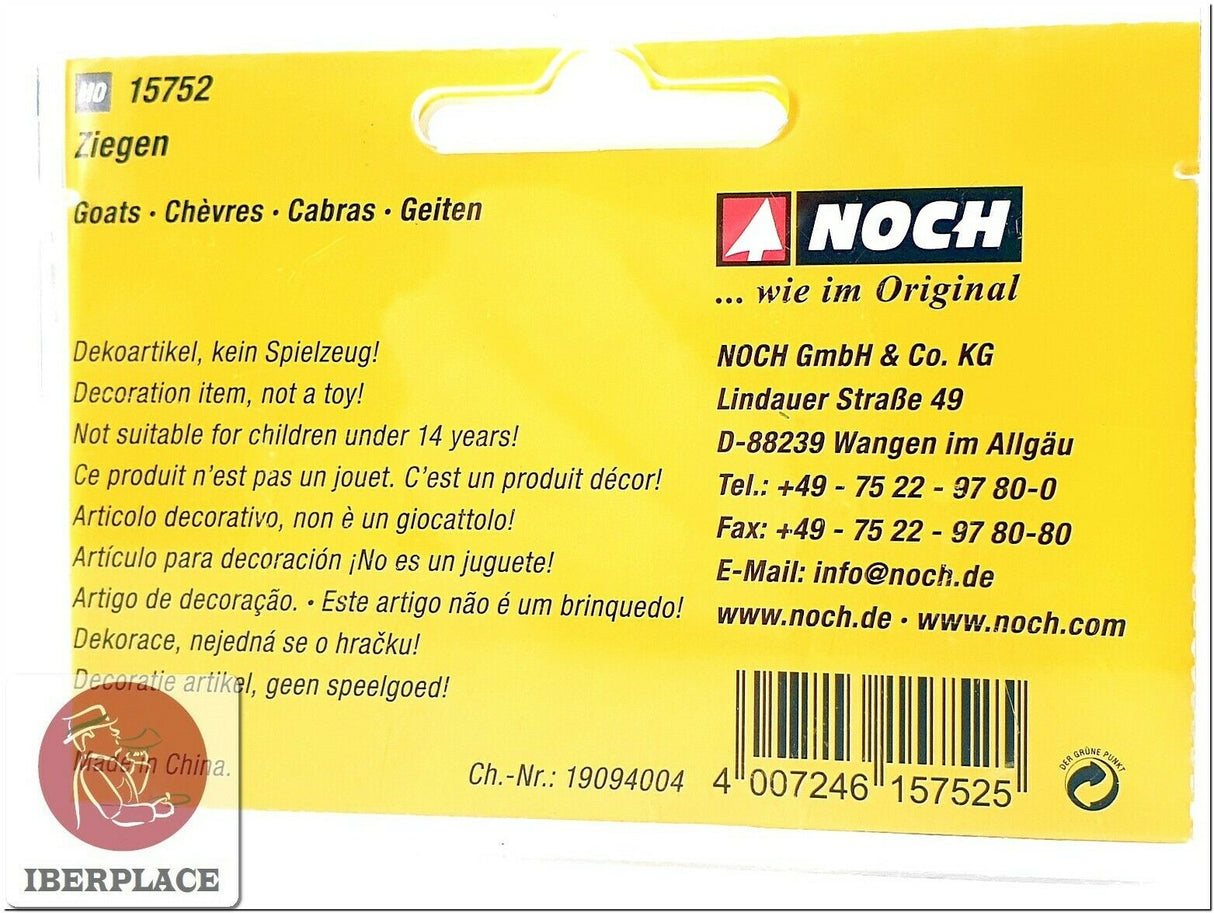 HO 15752
Ziegen
Goats · Chèvres · Cabras · Geiten
Dekoartikel, kein Spielzeug!
Decoration item, not a toy!
Not suitable for children under 14 years!
Ce produit n'est pas un jouet. C'est un produit décor!
Articolo decorativo, non è un giocattolo!
Artículo para decoración ¡No es un juguete!
Artigo de decoração. • Este artigo não é um brinquedo!
Dekorace, nejedná se o hračku!
Decoratie artikel, geen speelgoed!
Made in China.
Ch.-Nr.: 19094004
NOCH
... wie im Original
NOCH GmbH & Co. KG
Lindauer Straße 49
D-88239 Wangen im Allgäu
Tel.: +49 - 75 22 - 97 80-0
Fax: +49 - 75 22 - 97 80-80
E-Mail: info@noch.de
www.noch.de • www.noch.com
4 007246 157525
DER GRÜNE PUNKT
IBERPLACE